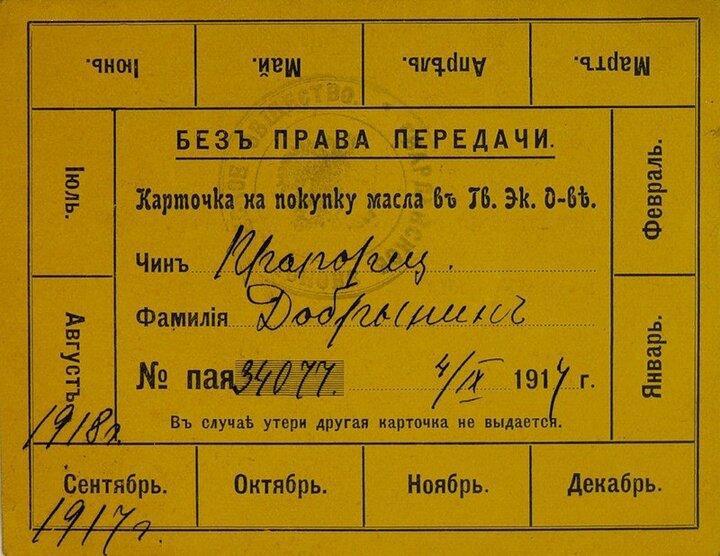 Іюнь.
Май.
Апрѣль.
Мартъ.
БЕЗЪ ПРАВА ПЕРЕДАЧИ.
Іюль.
Февраль.
Карточка на покупку масла въ Гв. Эк. О-вѣ.
Чинъ Прапорщ.
Фамилія Добрынинъ
Августъ
Январь.
№ пая 34077. 4/IX 1917 г.
Въ случаѣ утери другая карточка не выдается.
1918 г.
Сентябрь.
Октябрь.
Ноябрь.
Декабрь.
1917 г.